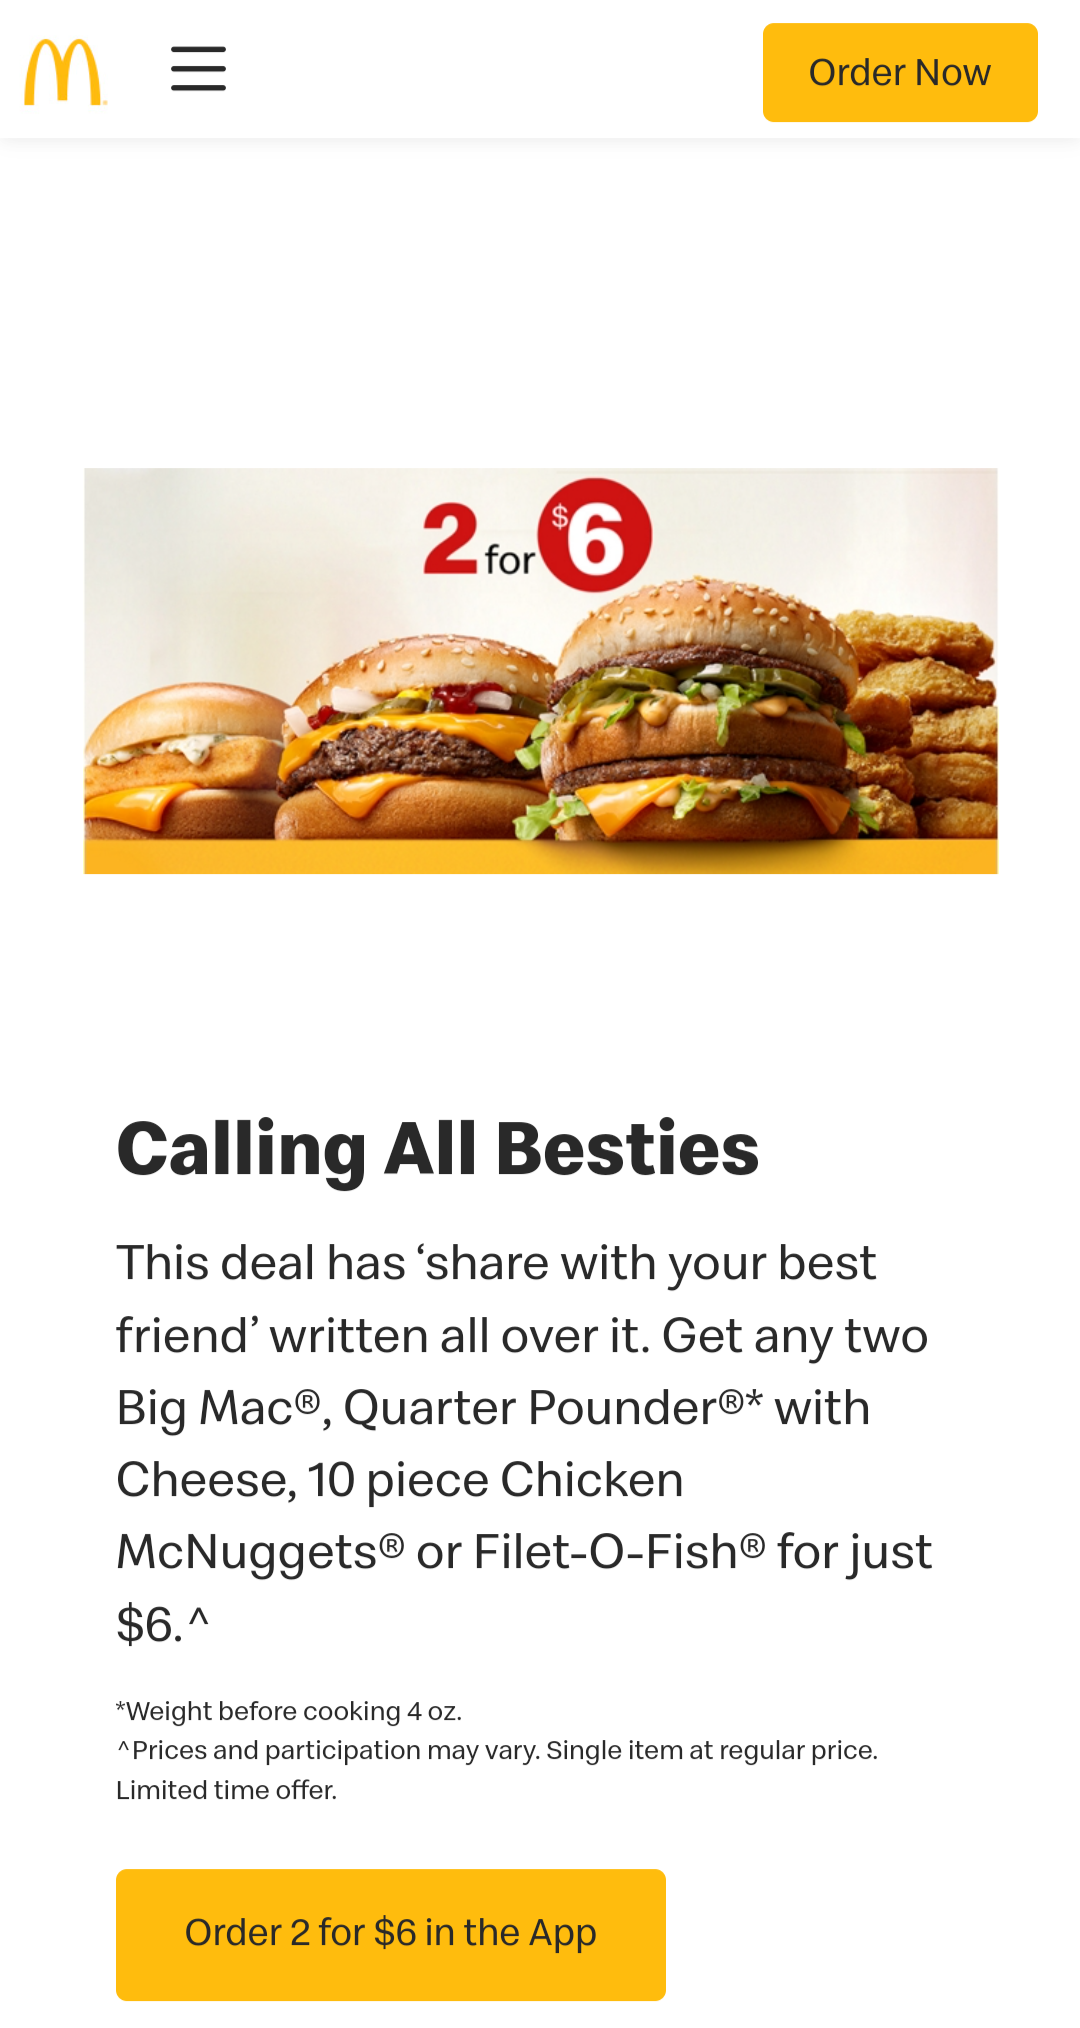 Order Now
2 for $6
Calling All Besties
This deal has ‘share with your best
friend’ written all over it. Get any two
Big Mac®, Quarter Pounder®* with
Cheese, 10 piece Chicken
McNuggets® or Filet-O-Fish® for just
$6.^
*Weight before cooking 4 oz.
^Prices and participation may vary. Single item at regular price.
Limited time offer.
Order 2 for $6 in the App